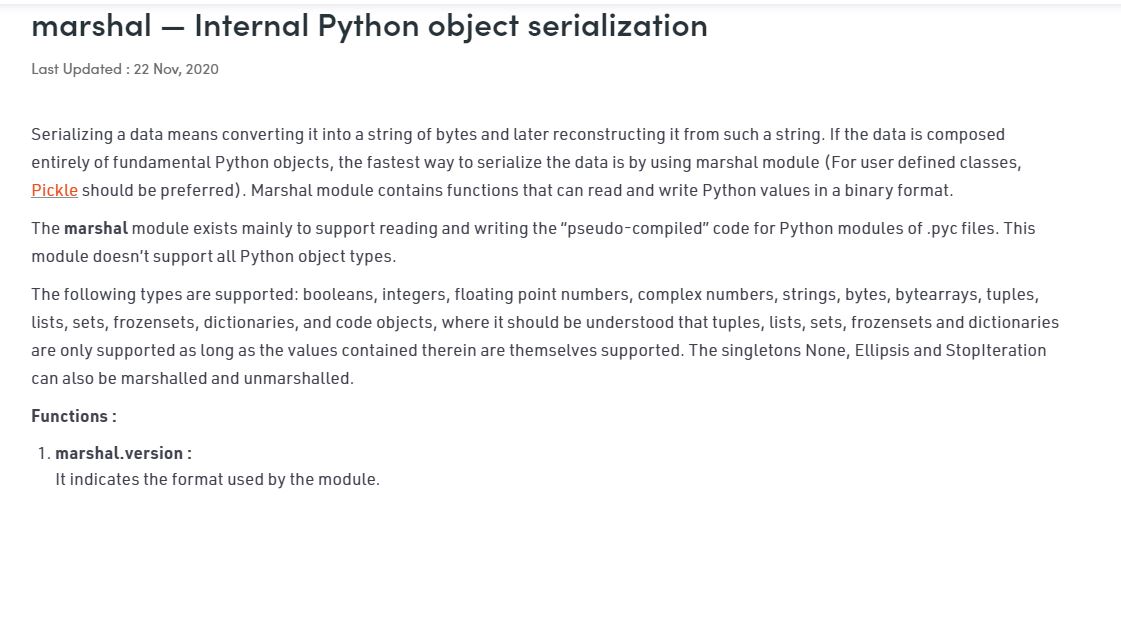 marshal — Internal Python object serialization
Last Updated : 22 Nov, 2020
Serializing a data means converting it into a string of bytes and later reconstructing it from such a string. If the data is composed
entirely of fundamental Python objects, the fastest way to serialize the data is by using marshal module (For user defined classes,
Pickle should be preferred). Marshal module contains functions that can read and write Python values in a binary format.
The marshal module exists mainly to support reading and writing the “pseudo-compiled” code for Python modules of .pyc files. This
module doesn’t support all Python object types.
The following types are supported: booleans, integers, floating point numbers, complex numbers, strings, bytes, bytearrays, tuples,
lists, sets, frozensets, dictionaries, and code objects, where it should be understood that tuples, lists, sets, frozensets and dictionaries
are only supported as long as the values contained therein are themselves supported. The singletons None, Ellipsis and StopIteration
can also be marshalled and unmarshalled.
Functions :
1. marshal.version :
It indicates the format used by the module.